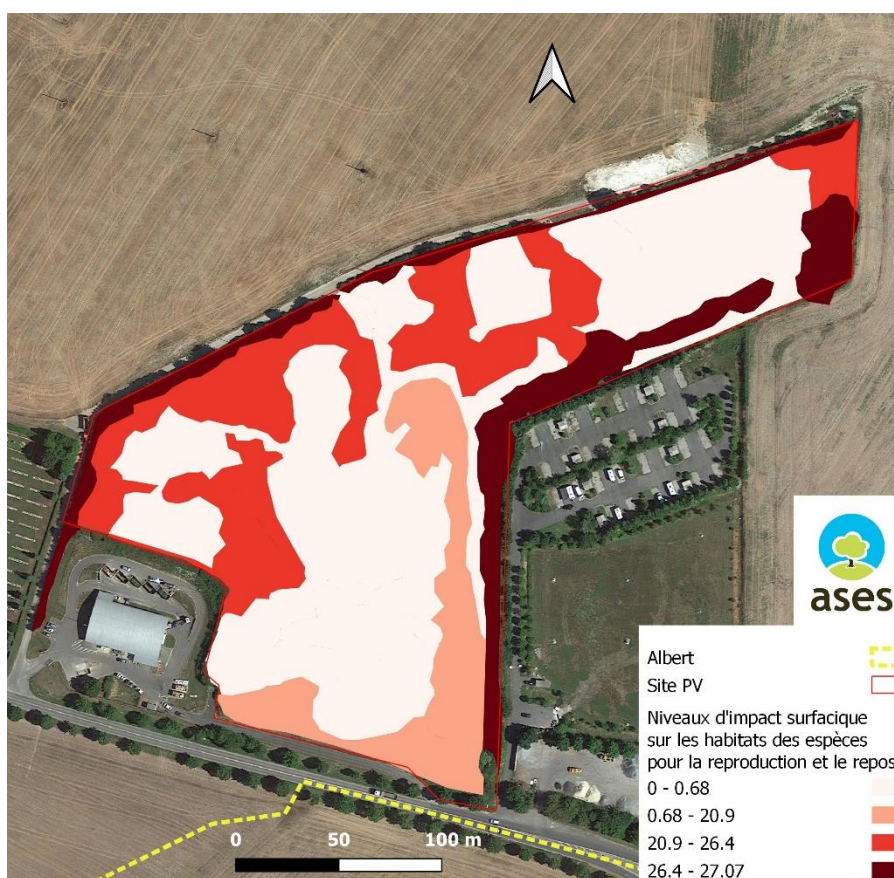 ases
Albert
Site PV
Niveaux d'impact surfacique
sur les habitats des espèces
pour la reproduction et le repos
0 - 0.68
0.68 - 20.9
20.9 - 26.4
26.4 - 27.07
0 50 100 m